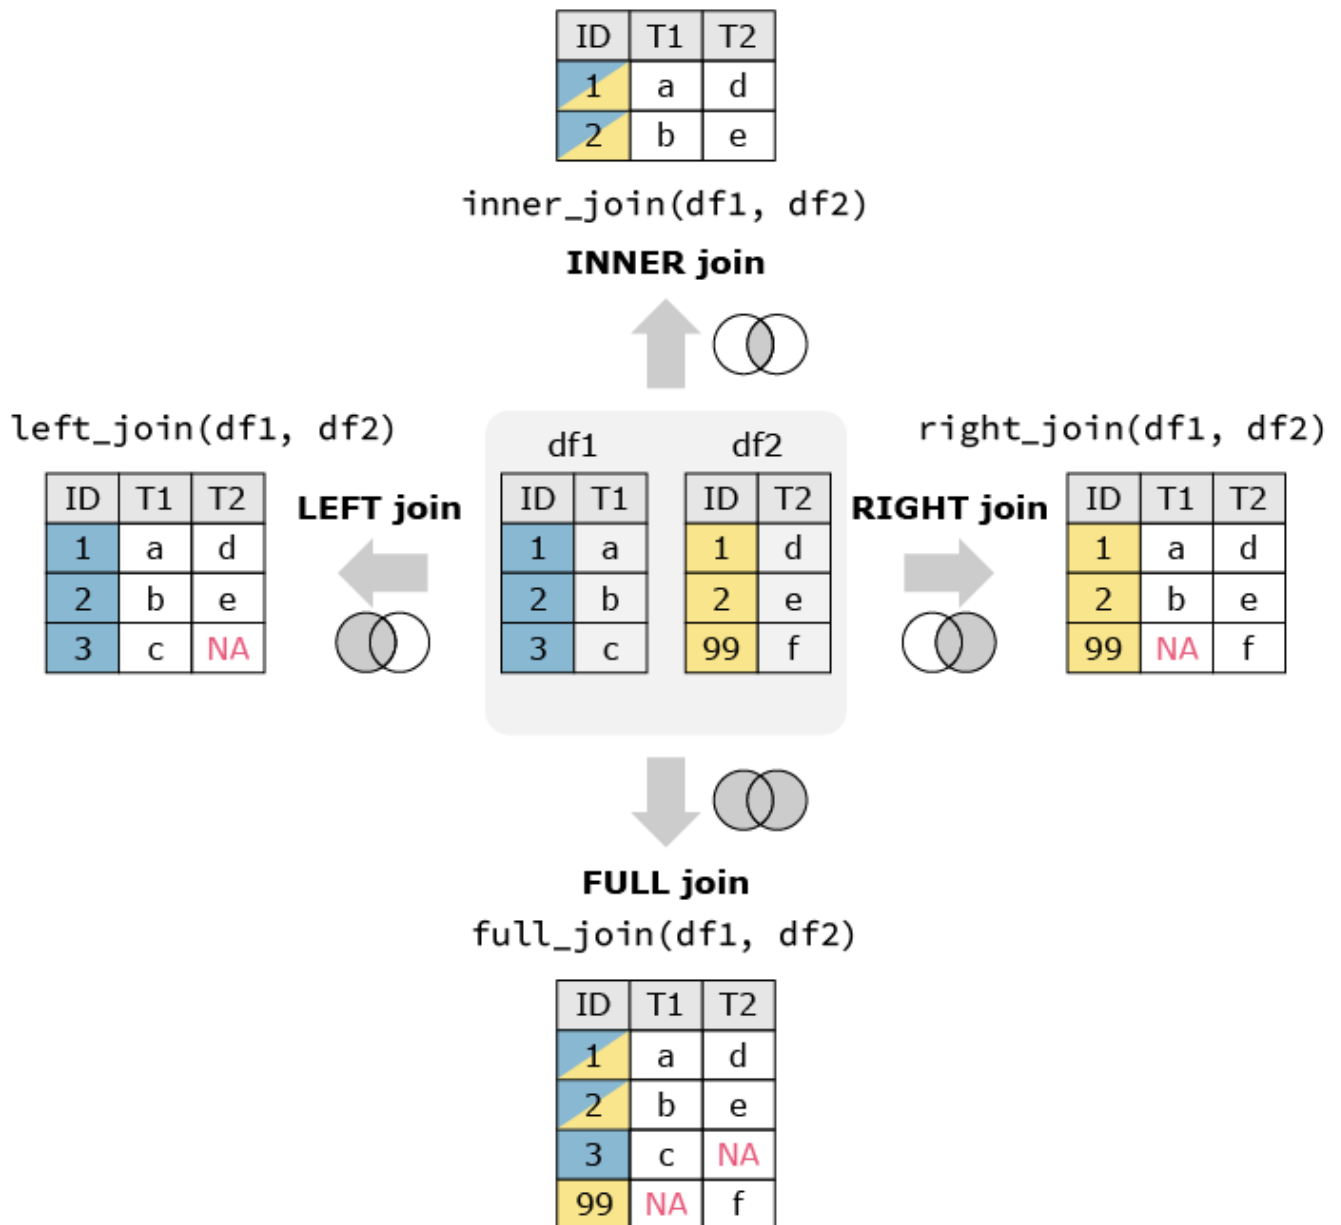 ID T1 T2
1 a d
2 b e
inner_join(df1, df2)
INNER join
left_join(df1, df2)
ID T1 T2
1 a d
2 b e
3 c NA
LEFT join
df1
ID T1
1 a
2 b
3 c
df2
ID T2
1 d
2 e
99 f
RIGHT join
right_join(df1, df2)
ID T1 T2
1 a d
2 b e
99 NA f
FULL join
full_join(df1, df2)
ID T1 T2
1 a d
2 b e
3 c NA
99 NA f